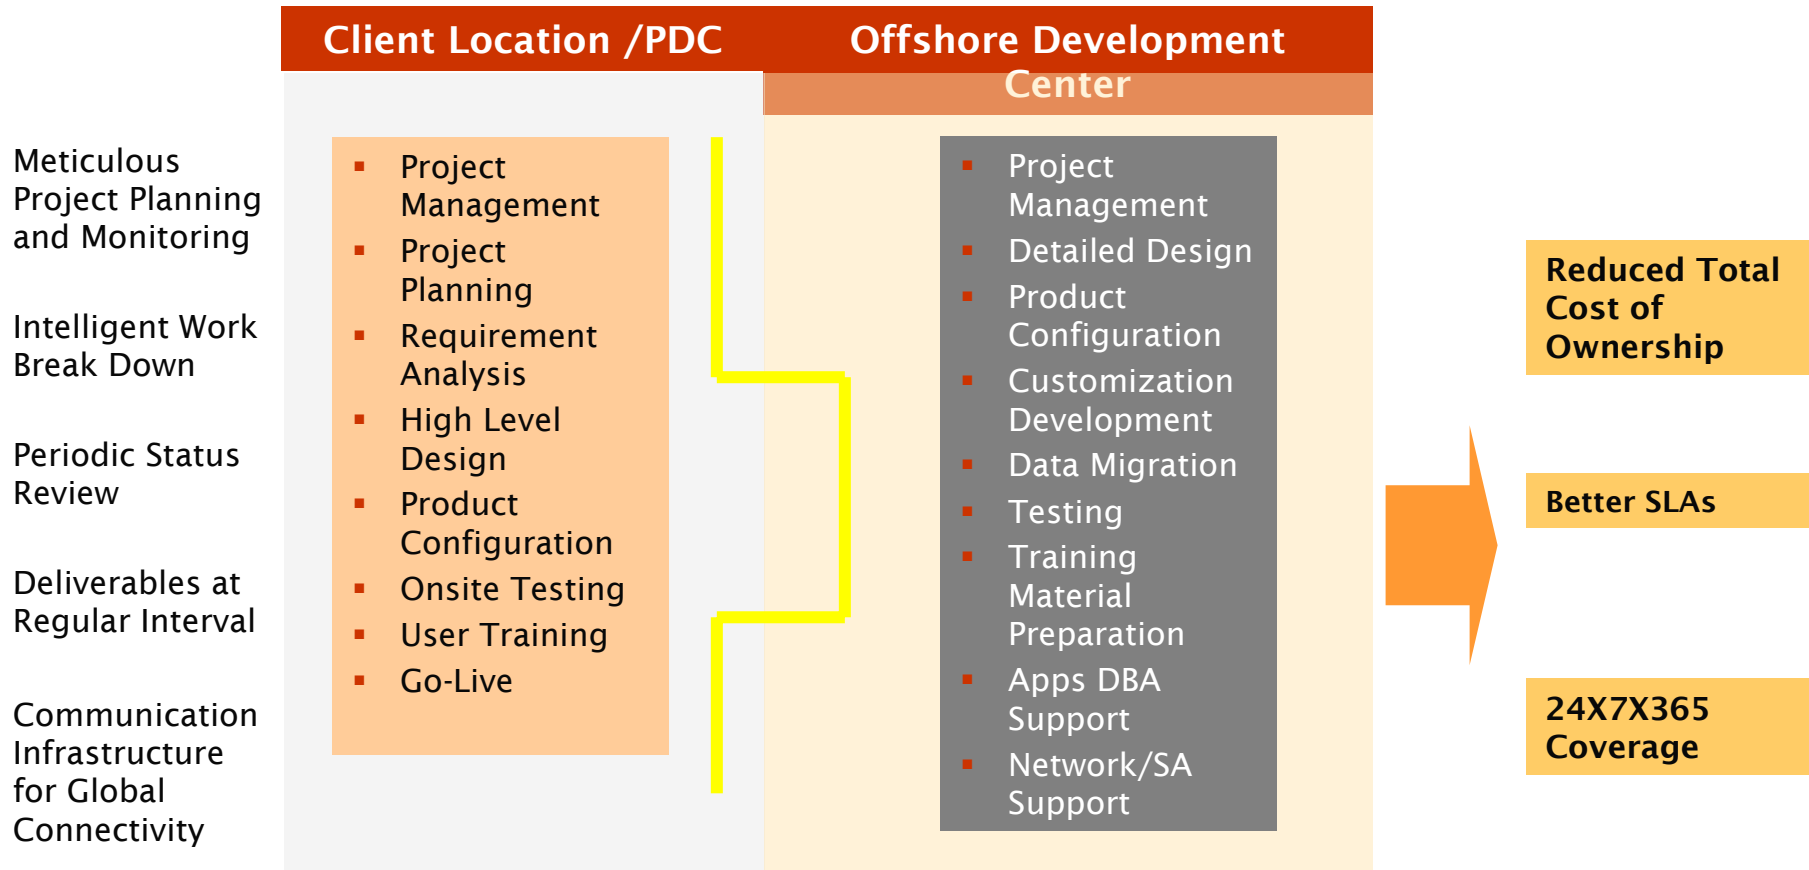 Client Location /PDC
Offshore Development
Center
Meticulous
Project Planning
and Monitoring
Intelligent Work
Break Down
Periodic Status
Review
Deliverables at
Regular Interval
Communication
Infrastructure
for Global
Connectivity
▪ Project
Management
▪ Project
Planning
▪ Requirement
Analysis
▪ High Level
Design
▪ Product
Configuration
▪ Onsite Testing
▪ User Training
▪ Go-Live
▪ Project
Management
▪ Detailed Design
▪ Product
Configuration
▪ Customization
Development
▪ Data Migration
▪ Testing
▪ Training
Material
Preparation
▪ Apps DBA
Support
▪ Network/SA
Support
Reduced Total
Cost of
Ownership
Better SLAs
24X7X365
Coverage